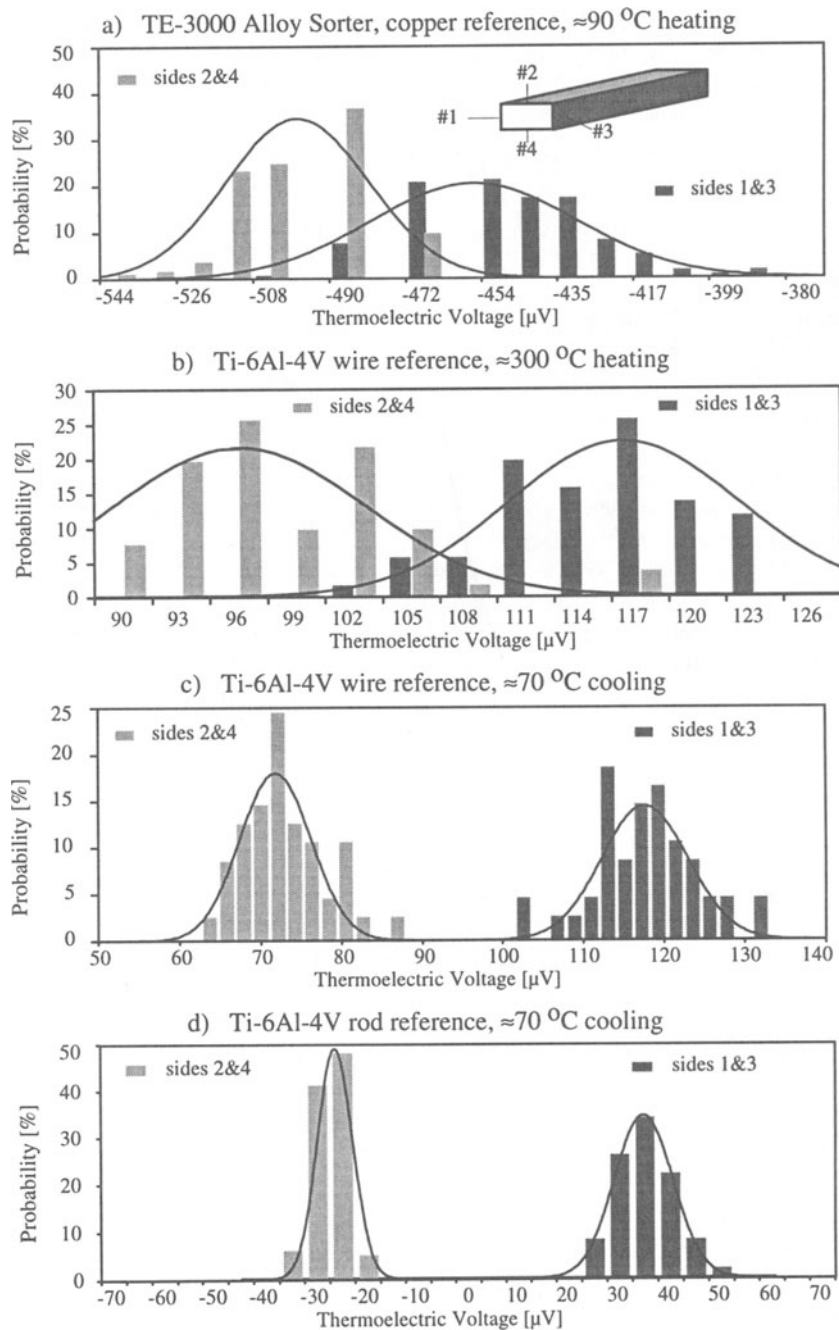 a) TE-3000 Alloy Sorter, copper reference, ≈90 °C heating
Probability [%]
50
40
30
20
10
0
sides 2&4
#2
#1
#3
#4
sides 1&3
-544 -526 -508 -490 -472 -454 -435 -417 -399 -380
Thermoelectric Voltage [µV]
b) Ti-6Al-4V wire reference, ≈300 °C heating
Probability [%]
30
25
20
15
10
5
0
sides 2&4 sides 1&3
90 93 96 99 102 105 108 111 114 117 120 123 126
Thermoelectric Voltage [µV]
c) Ti-6Al-4V wire reference, ≈70 °C cooling
Probability [%]
25
20
15
10
5
0
sides 2&4 sides 1&3
50 60 70 80 90 100 110 120 130 140
Thermoelectric Voltage [µV]
d) Ti-6Al-4V rod reference, ≈70 °C cooling
Probability [%]
50
40
30
20
10
0
sides 2&4 sides 1&3
-70 -60 -50 -40 -30 -20 -10 0 10 20 30 40 50 60 70
Thermoelectric Voltage [µV]